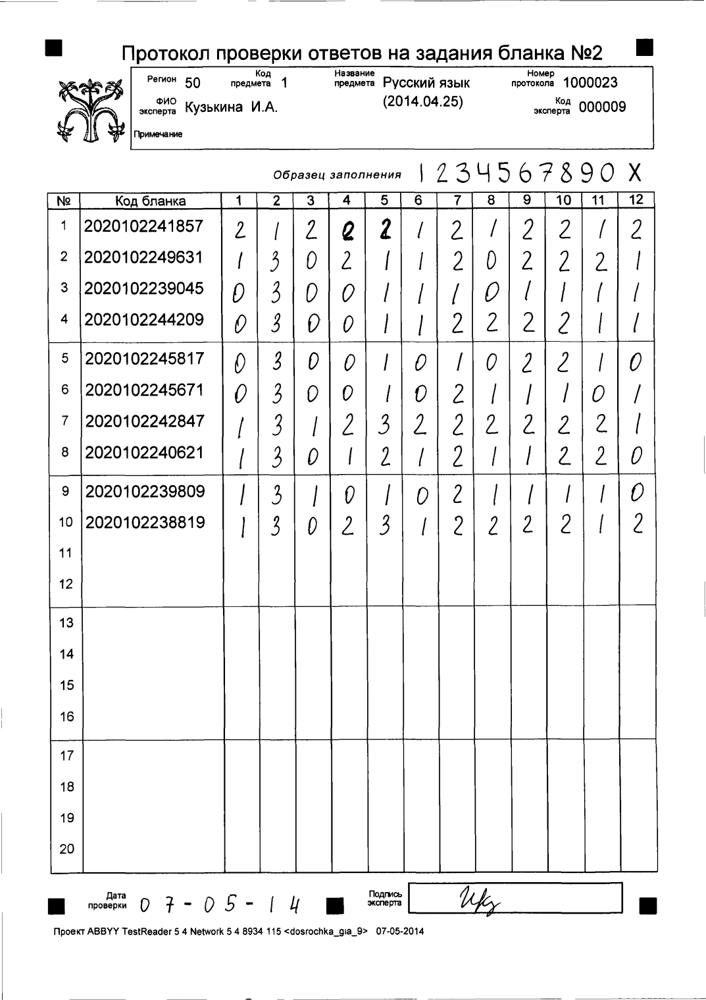 Протокол проверки ответов на задания бланка №2
Регион 50 Код предмета 1 Название предмета Русский язык (2014.04.25) Номер протокола 1000023
ФИО эксперта Кузькина И.А. Код эксперта 000009
Примечание
Образец заполнения 1 2 3 4 5 6 7 8 9 0 X
№ Код бланка 1 2 3 4 5 6 7 8 9 10 11 12
1 2020102241857 2 1 2 2 2 1 2 1 2 2 1 2
2 2020102249631 1 3 0 2 1 1 2 0 2 2 2 1
3 2020102239045 0 3 0 0 1 1 1 0 1 1 1 1
4 2020102244209 0 3 0 0 1 1 2 2 2 2 1 1
5 2020102245817 0 3 0 0 1 0 1 0 2 2 1 0
6 2020102245671 0 3 0 0 1 0 2 1 1 1 0 1
7 2020102242847 1 3 1 2 3 2 2 2 2 2 2 1
8 2020102240621 1 3 0 1 2 1 2 1 1 2 2 0
9 2020102239809 1 3 1 0 1 0 2 1 1 1 1 0
10 2020102238819 1 3 0 2 3 1 2 2 2 2 1 2
11
12
13
14
15
16
17
18
19
20
Дата проверки 07-05-14 Подпись эксперта
Проект ABBYY TestReader 5 4 Network 5 4 8934 115 <dosrochka_gia_9> 07-05-2014